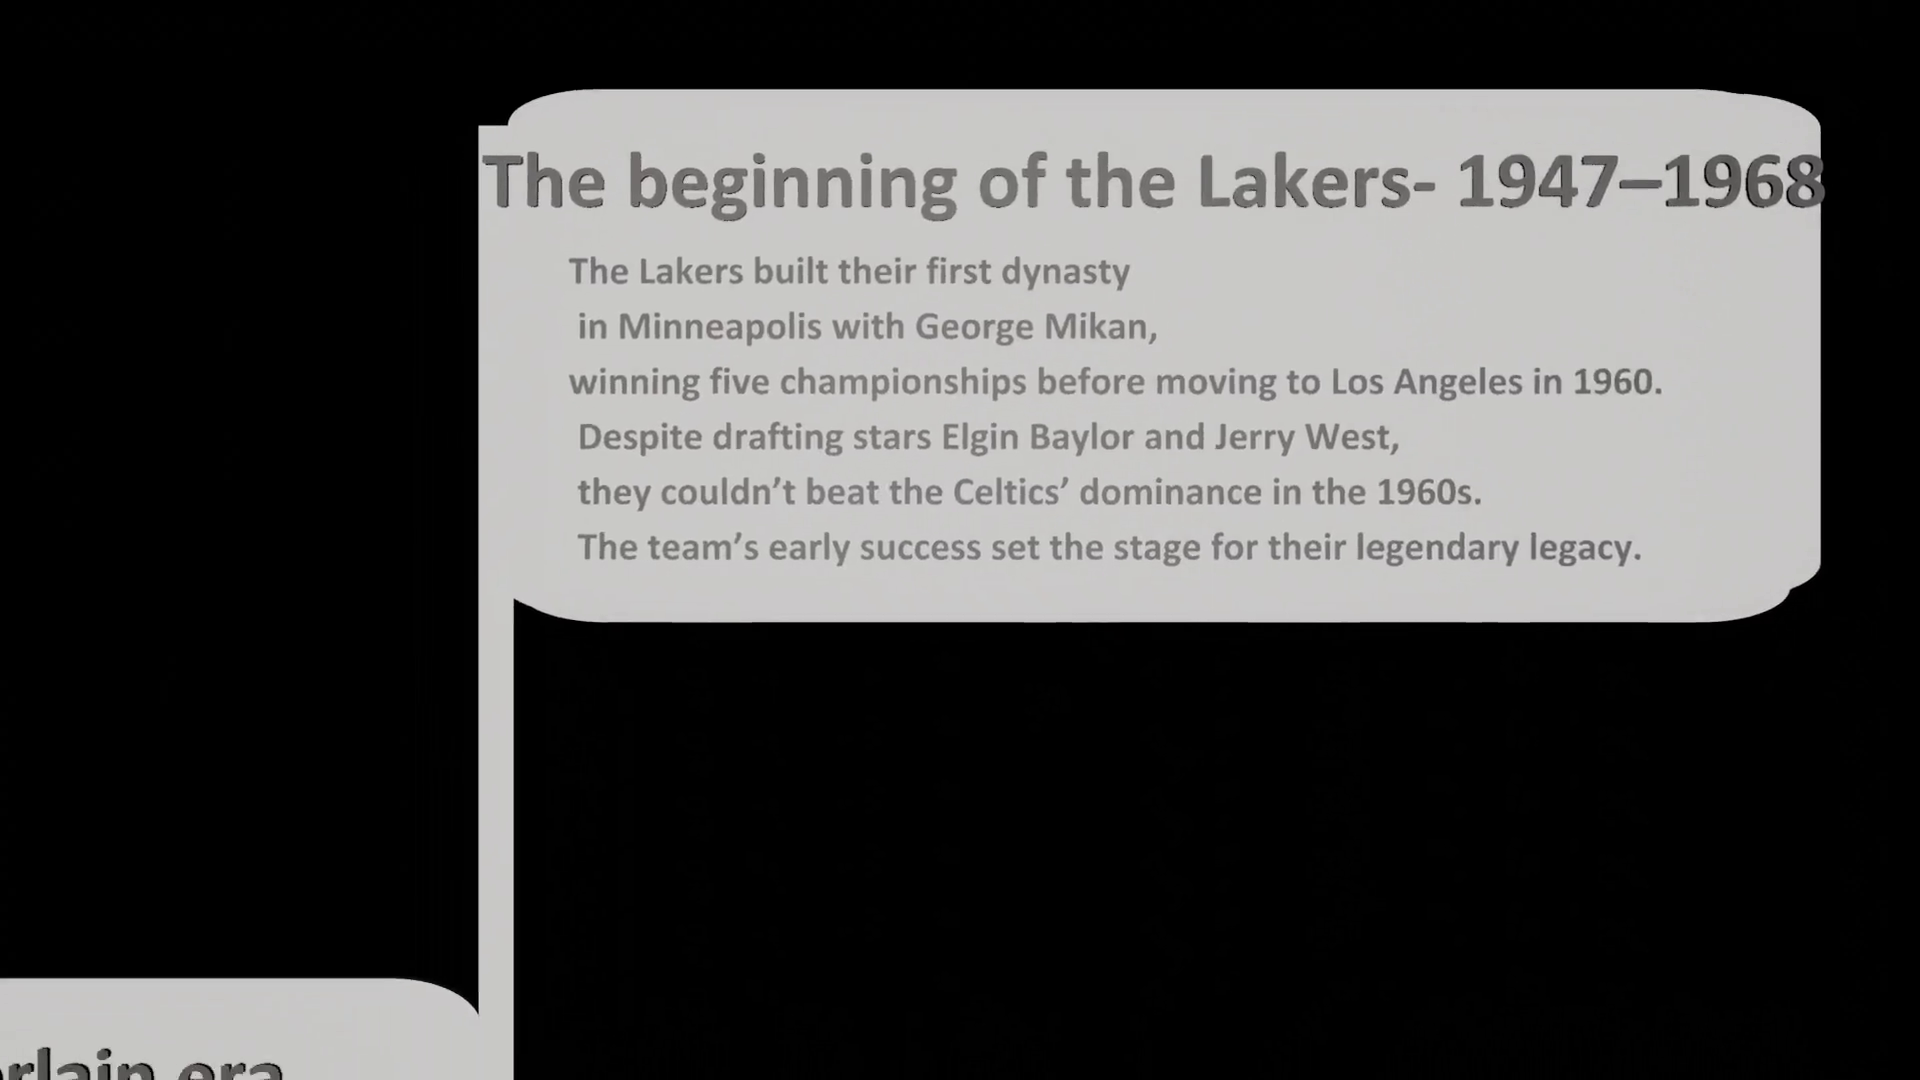 The beginning of the Lakers- 1947–1968
The Lakers built their first dynasty
in Minneapolis with George Mikan,
winning five championships before moving to Los Angeles in 1960.
Despite drafting stars Elgin Baylor and Jerry West,
they couldn’t beat the Celtics’ dominance in the 1960s.
The team’s early success set the stage for their legendary legacy.
era